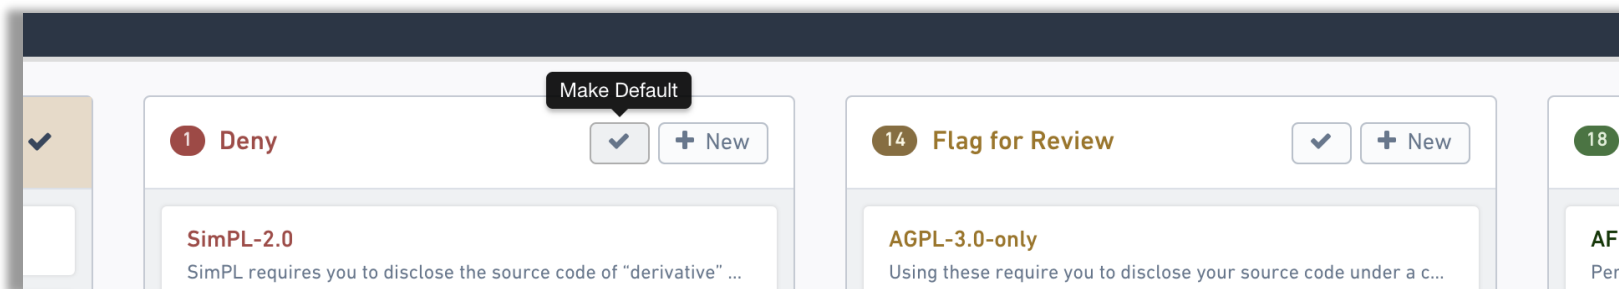 Make Default
1 Deny
New
14 Flag for Review
New
18
SimPL-2.0
SimPL requires you to disclose the source code of “derivative” ...
AGPL-3.0-only
Using these require you to disclose your source code under a c...
AF
Per